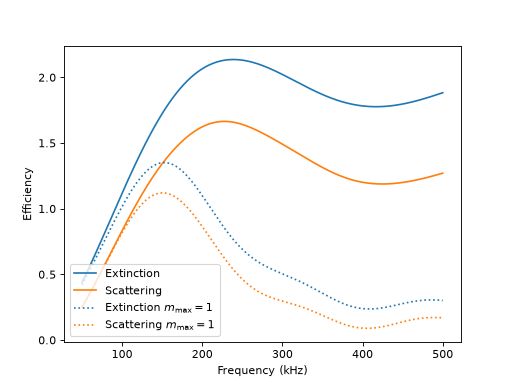 2.0
1.5
1.0
0.5
0.0
Efficiency
Extinction
Scattering
Extinction m_max = 1
Scattering m_max = 1
100 200 300 400 500
Frequency (kHz)